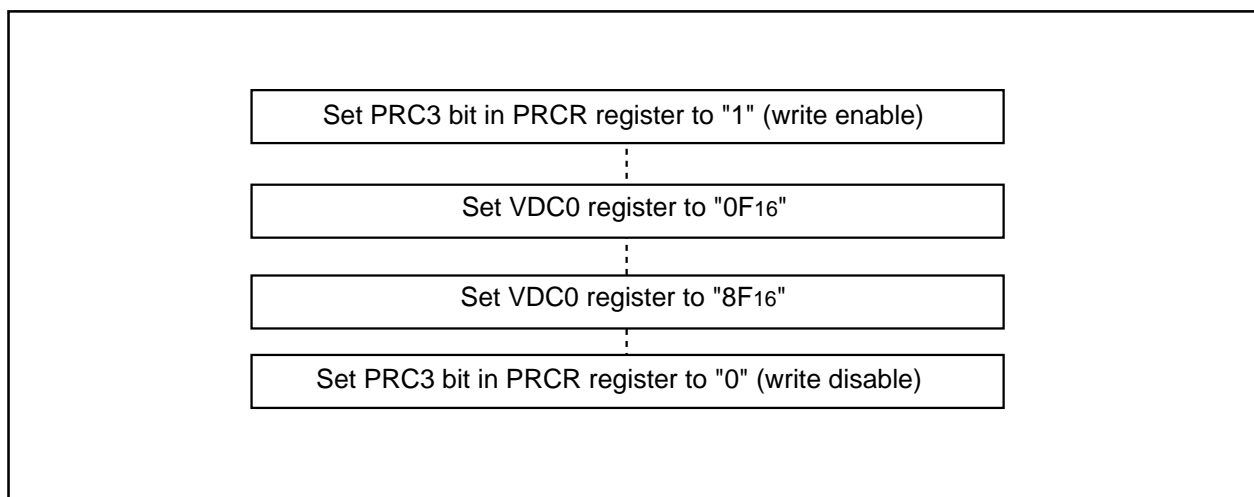 Set PRC3 bit in PRCR register to "1" (write enable)
Set VDC0 register to "0F16"
Set VDC0 register to "8F16"
Set PRC3 bit in PRCR register to "0" (write disable)